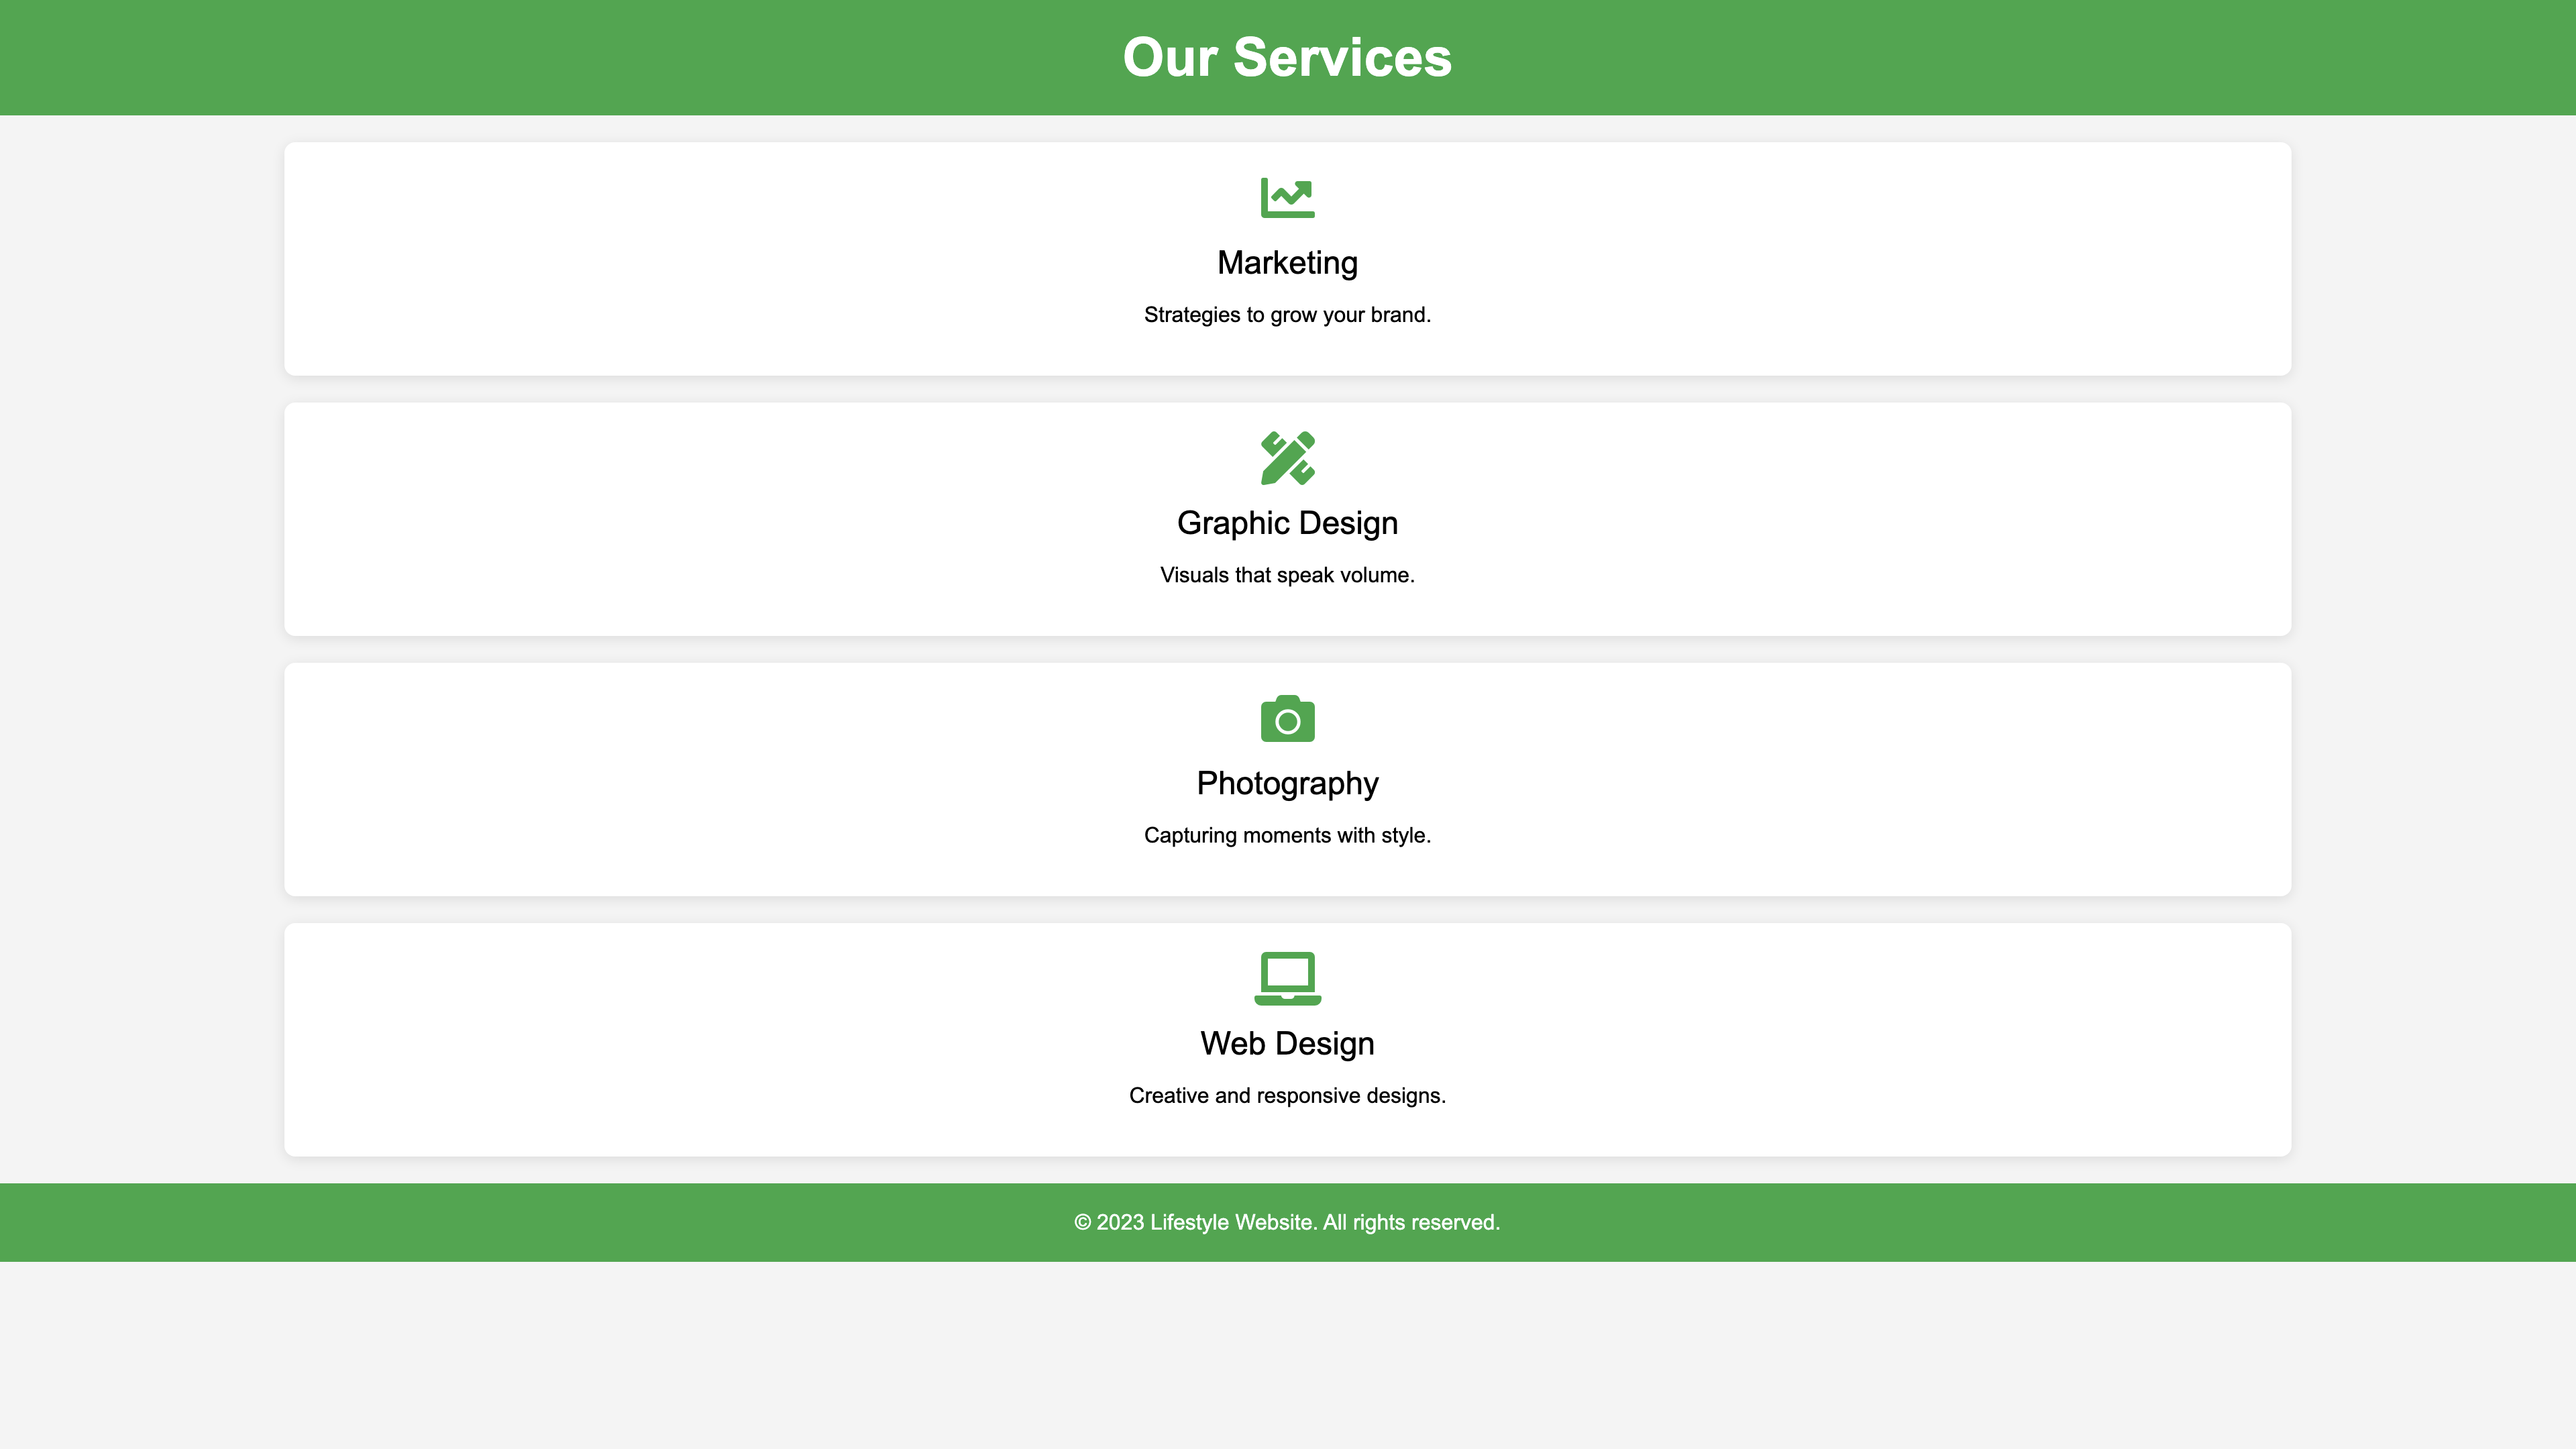 Our Services
Marketing
Strategies to grow your brand.
Graphic Design
Visuals that speak volume.
Photography
Capturing moments with style.
Web Design
Creative and responsive designs.
© 2023 Lifestyle Website. All rights reserved.